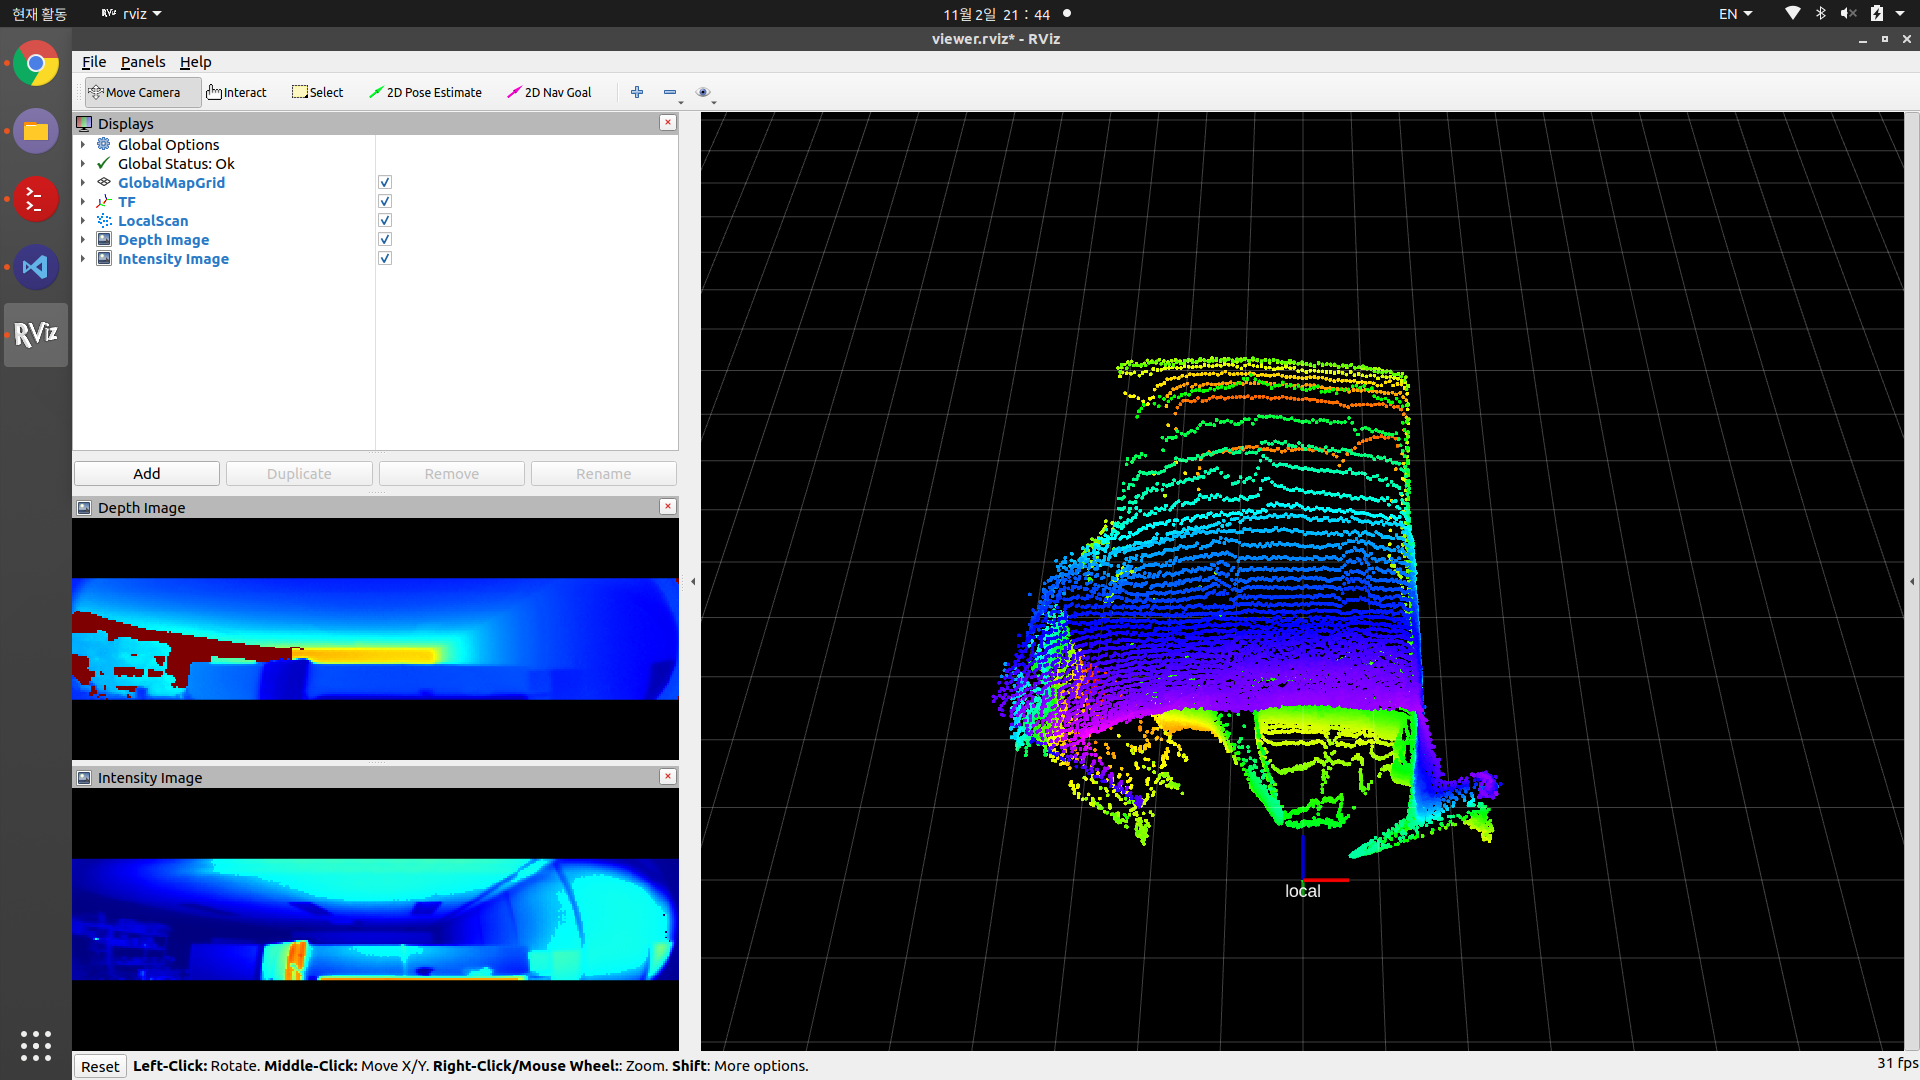 현재 활동
RViz rviz
11월 2일 21 : 44
EN
viewer.rviz* - RViz
File Panels Help
Move Camera Interact Select 2D Pose Estimate 2D Nav Goal
Displays
Global Options
Global Status: Ok
GlobalMapGrid
TF
LocalScan
Depth Image
Intensity Image
Add Duplicate Remove Rename
Depth Image
Intensity Image
RViz
local
Reset Left-Click: Rotate. Middle-Click: Move X/Y. Right-Click/Mouse Wheel:: Zoom. Shift: More options.
31 fps